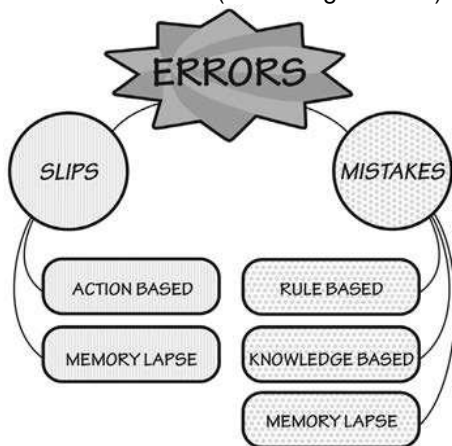 ERRORS
SLIPS
MISTAKES
ACTION BASED
RULE BASED
MEMORY LAPSE
KNOWLEDGE BASED
MEMORY LAPSE